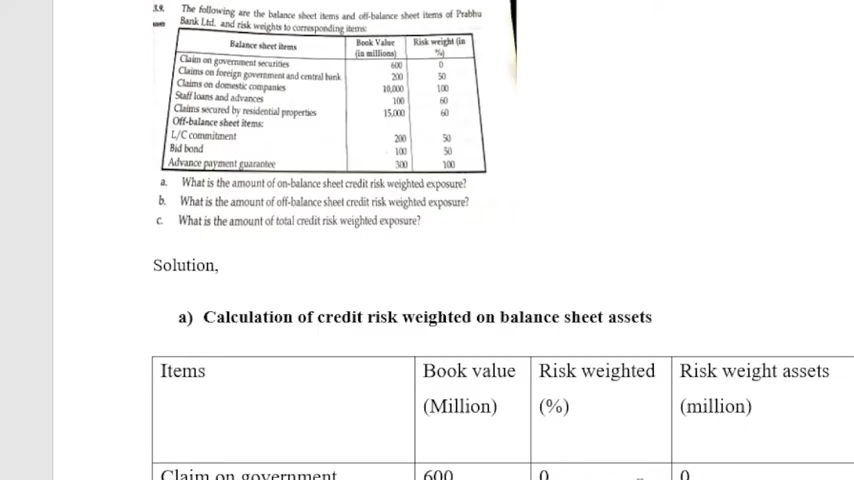 3.9. The following are the balance sheet items and off-balance sheet items of Prabhu
Bank Ltd. and risk weights to corresponding items:
Balance sheet items Book Value (in millions) Risk weight (in %)
Claim on government securities 600 0
Claims on foreign government and central bank 200 50
Claims on domestic companies 10,000 100
Staff loans and advances 100 60
Claims secured by residential properties 15,000 60
Off-balance sheet items:
L/C commitment 200 50
Bid bond 100 50
Advance payment guarantee 300 100
a. What is the amount of on-balance sheet credit risk weighted exposure?
b. What is the amount of off-balance sheet credit risk weighted exposure?
c. What is the amount of total credit risk weighted exposure?
Solution,
a) Calculation of credit risk weighted on balance sheet assets
Items Book value Risk weighted Risk weight assets
(Million) (%) (million)
Claim on government 600 0 0